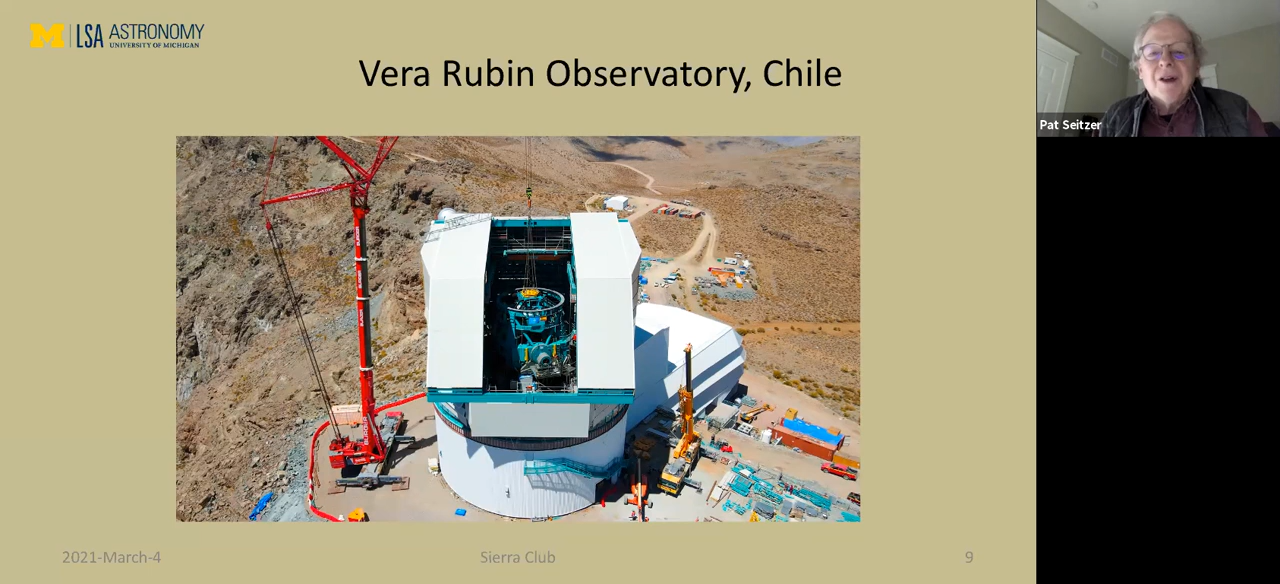 M | LSA ASTRONOMY
UNIVERSITY OF MICHIGAN
Vera Rubin Observatory, Chile
Pat Seitzer
2021-March-4
Sierra Club
9